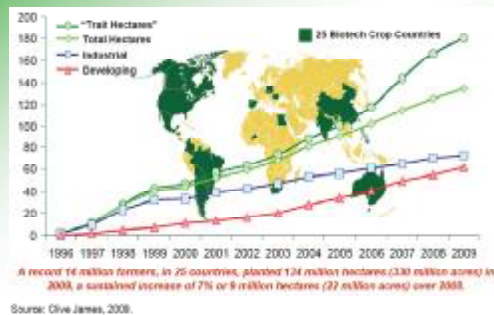 200
180
160
140
120
100
80
60
40
20
0
"Trait Hectares"
Total Hectares
Industrial
Developing
25 Biotech Crop Countries
1996 1997 1998 1999 2000 2001 2002 2003 2004 2005 2006 2007 2008 2009
A record 14 million farmers, in 25 countries, planted 134 million hectares (330 million acres) in
2009, a sustained increase of 7% or 9 million hectares (22 million acres) over 2008.
Source: Clive James, 2009.